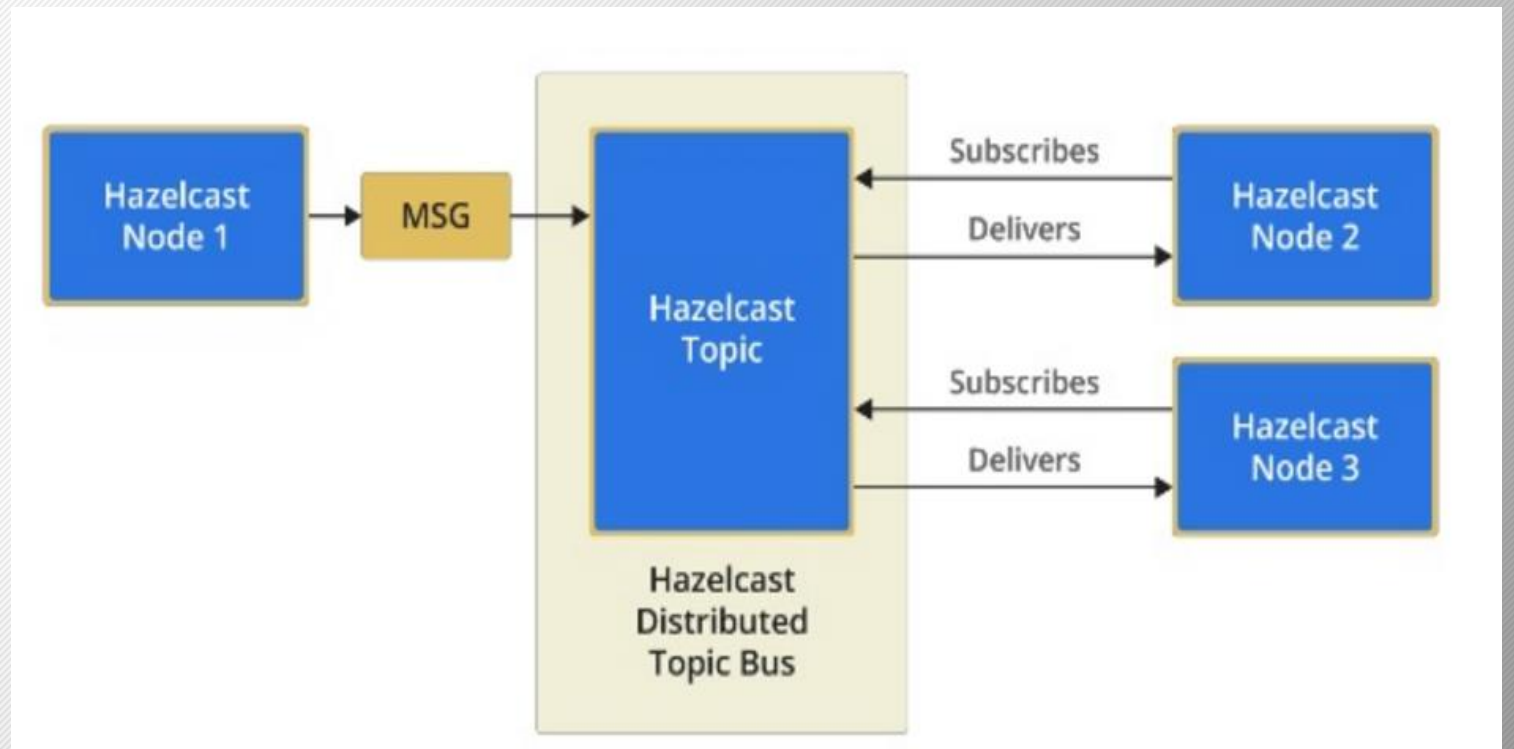 Hazelcast
Node 1
MSG
Hazelcast
Topic
Subscribes
Delivers
Hazelcast
Node 2
Subscribes
Delivers
Hazelcast
Node 3
Hazelcast
Distributed
Topic Bus